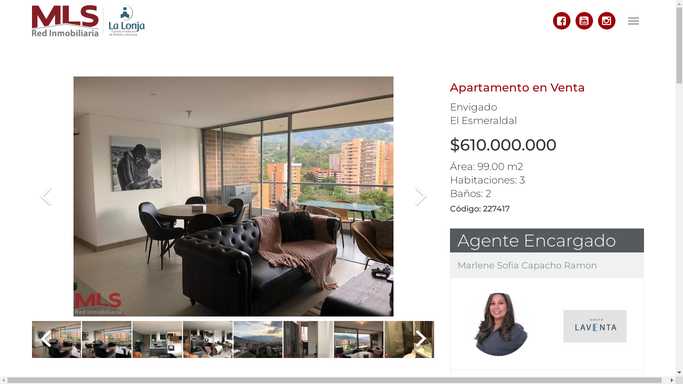 MLS
Red Inmobiliaria
La Lonja
Apartamento en Venta
Envigado
El Esmeraldal
$610.000.000
Área: 99.00 m2
Habitaciones: 3
Baños: 2
Código: 227417
MLS
Red Inmobiliaria
Agente Encargado
Marlene Sofia Capacho Ramon
LAVENTA